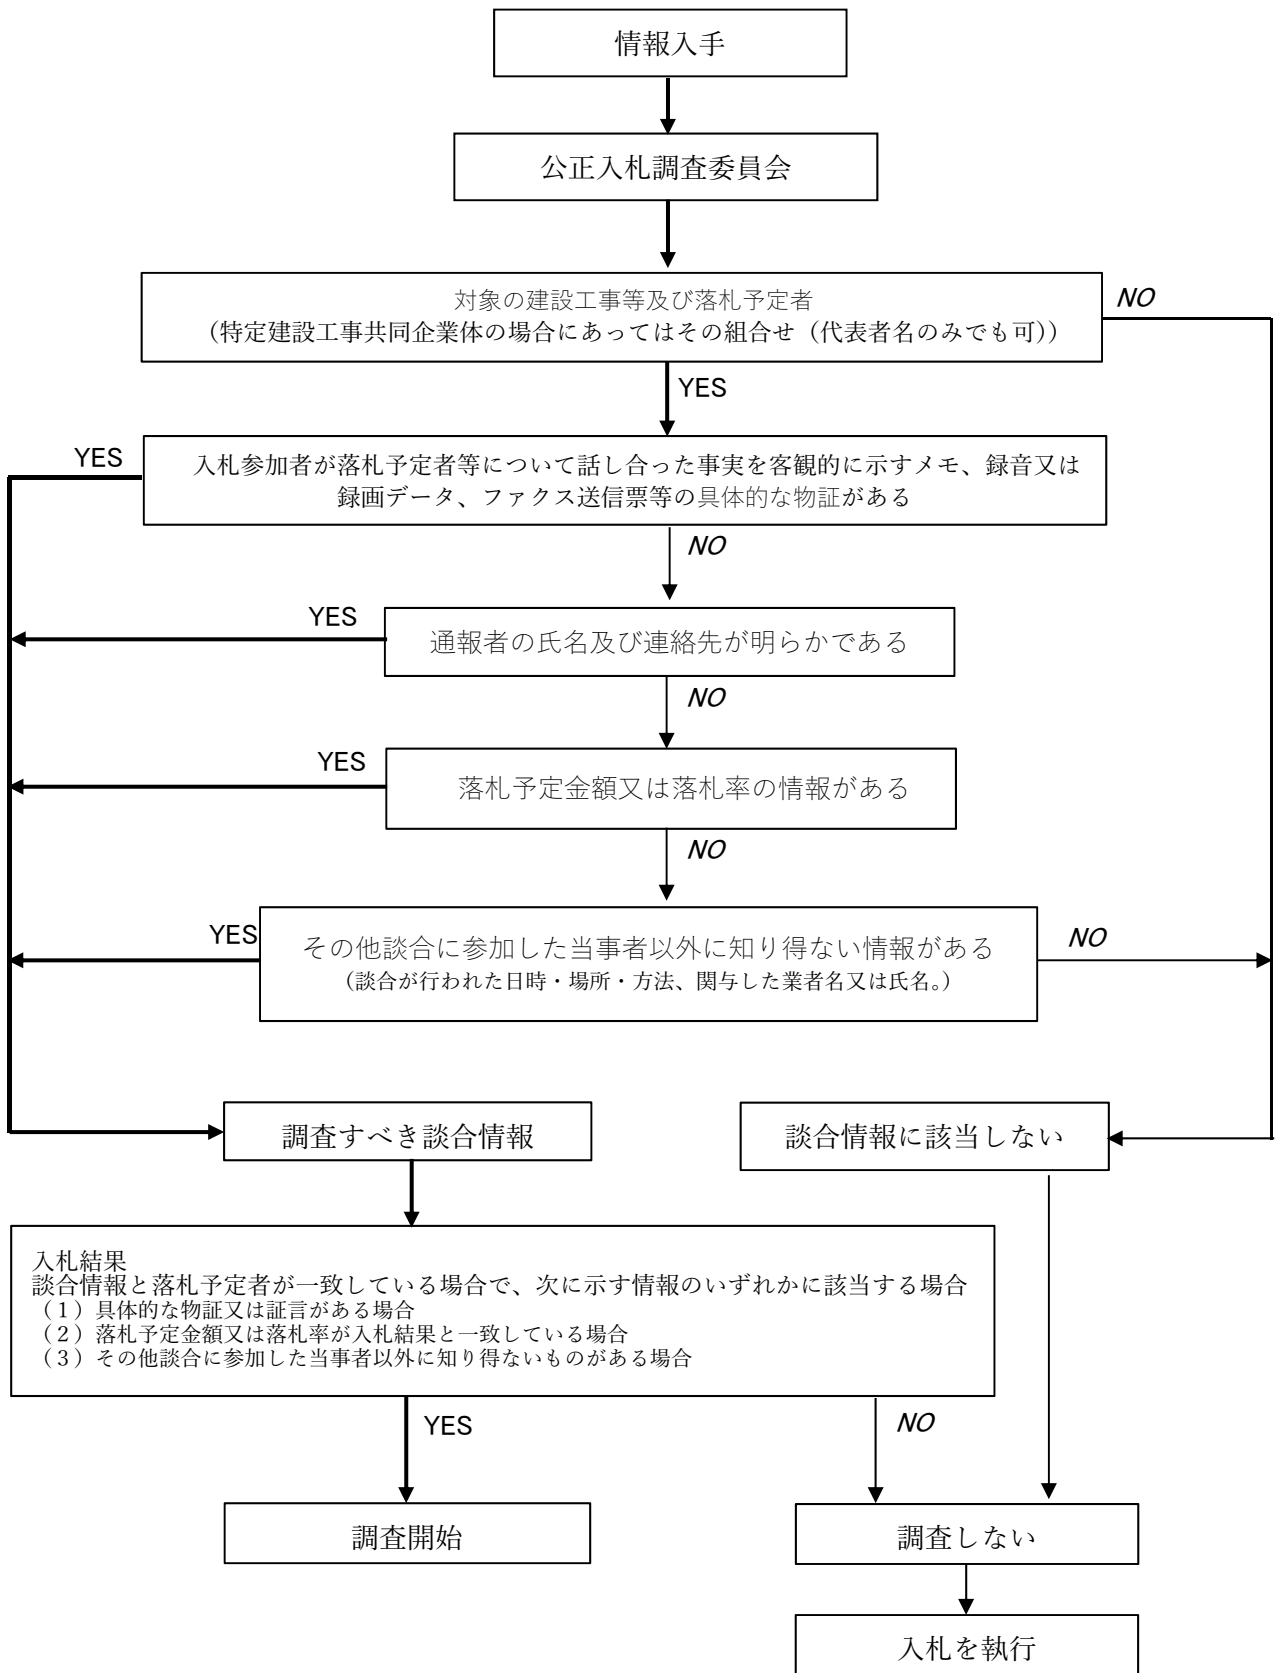 情報入手
公正入札調査委員会
対象の建設工事等及び落札予定者
（特定建設工事共同企業体の場合にあってはその組合せ（代表者名のみでも可））
NO
YES
YES
入札参加者が落札予定者等について話し合った事実を客観的に示すメモ、録音又は
録画データ、ファクス送信票等の具体的な物証がある
NO
YES
通報者の氏名及び連絡先が明らかである
NO
YES
落札予定金額又は落札率の情報がある
NO
YES
その他談合に参加した当事者以外に知り得ない情報がある
（談合が行われた日時・場所・方法、関与した業者名又は氏名。）
NO
調査すべき談合情報
談合情報に該当しない
入札結果
談合情報と落札予定者が一致している場合で、次に示す情報のいずれかに該当する場合
（１）具体的な物証又は証言がある場合
（２）落札予定金額又は落札率が入札結果と一致している場合
（３）その他談合に参加した当事者以外に知り得ないものがある場合
YES
NO
調査開始
調査しない
入札を執行